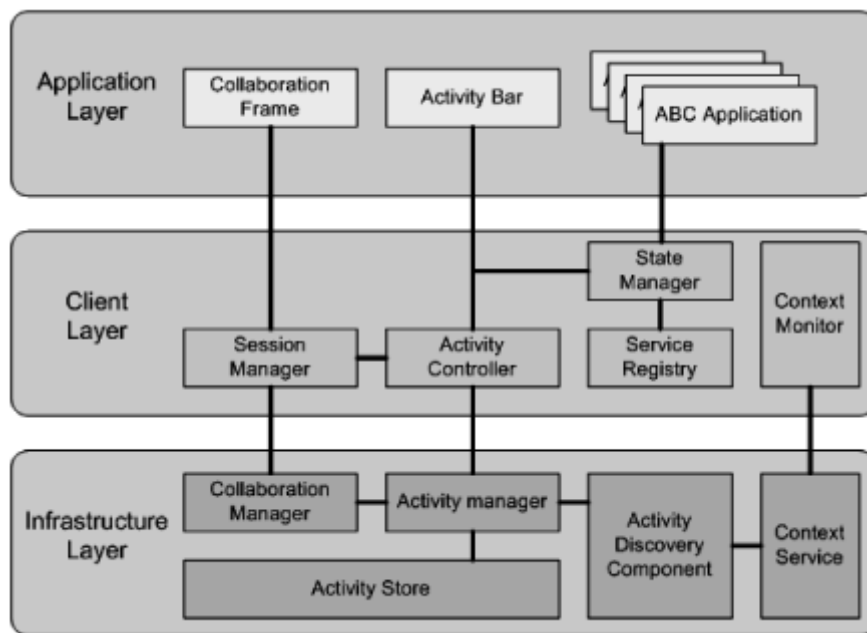 Application
Layer
Collaboration
Frame
Activity Bar
ABC Application
Client
Layer
State
Manager
Context
Monitor
Session
Manager
Activity
Controller
Service
Registry
Infrastructure
Layer
Collaboration
Manager
Activity manager
Activity
Discovery
Component
Context
Service
Activity Store